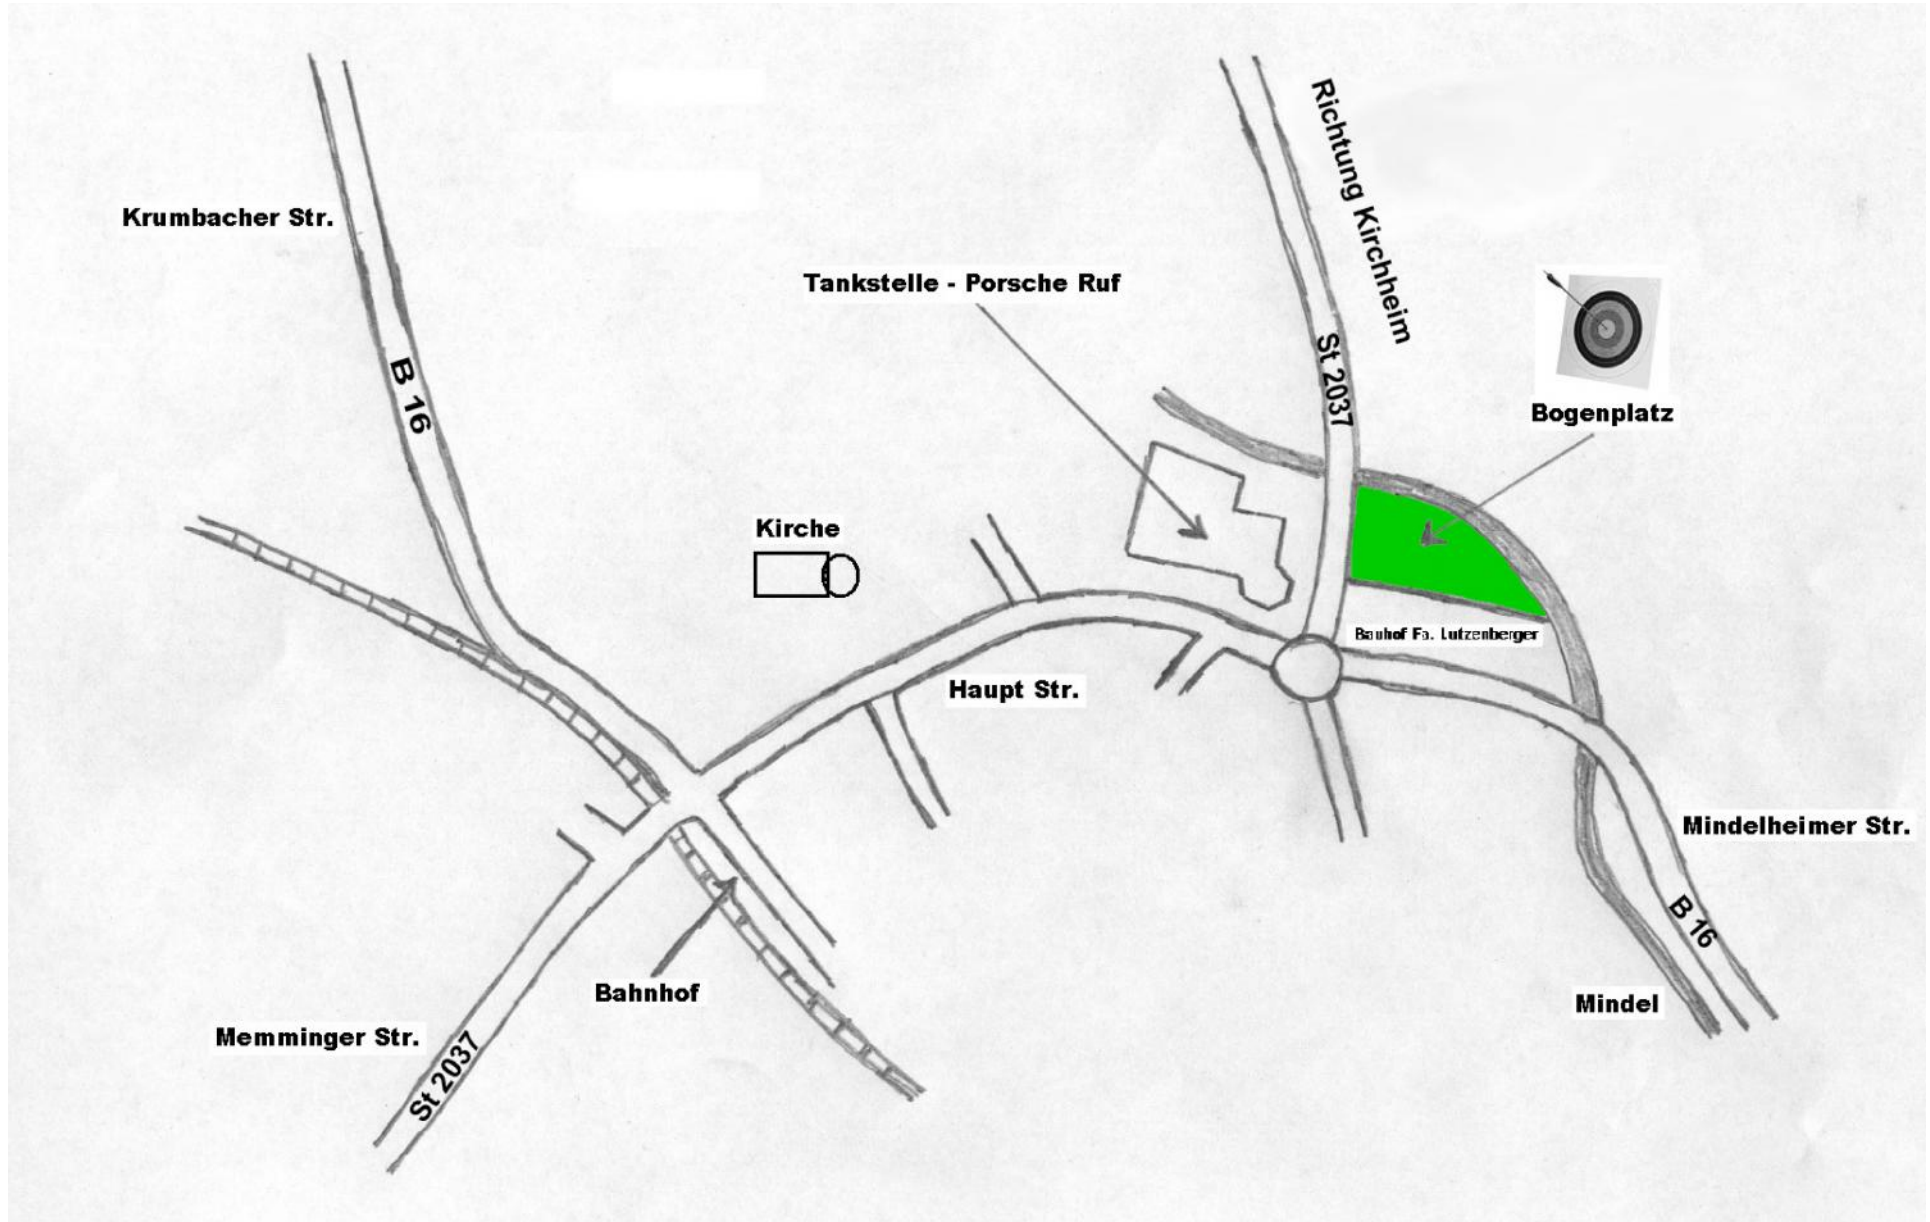 Richtung Kirchheim
Krumbacher Str.
Tankstelle - Porsche Ruf
St 2037
B 16
Bogenplatz
Kirche
Bauhof Fa. Lutzenberger
Haupt Str.
Mindelheimer Str.
B 16
Bahnhof
Mindel
Memminger Str.
St 2037